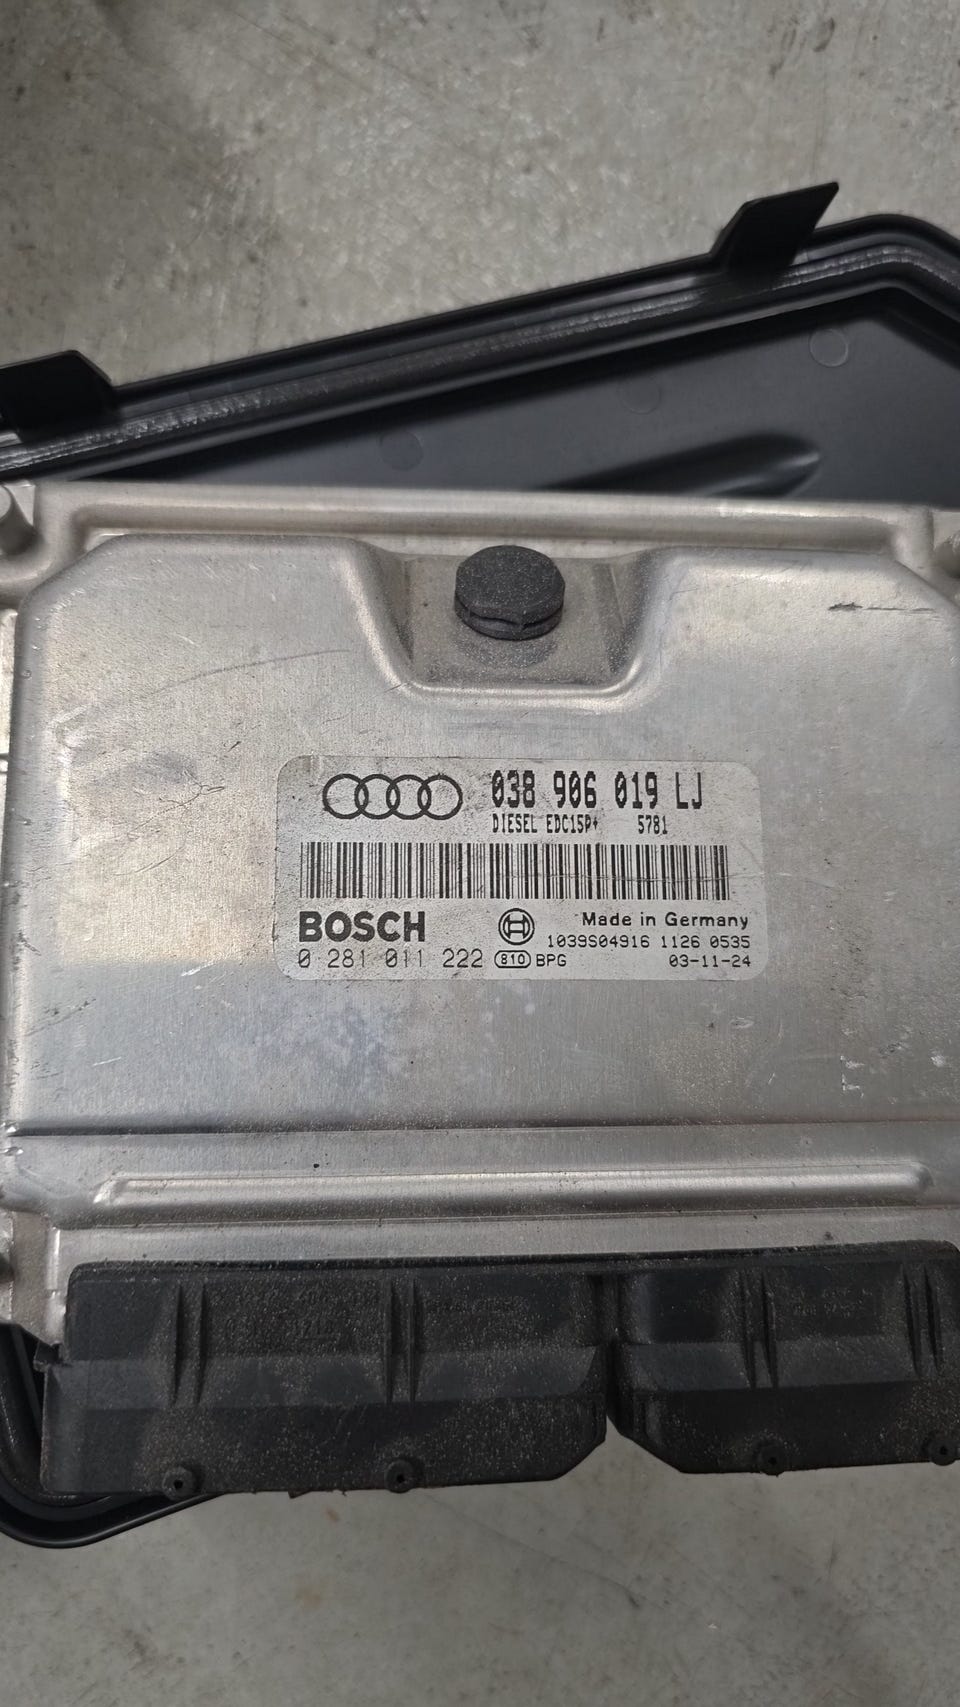 038 906 019 LJ
DIESEL EDC15P+ 5781
BOSCH
Made in Germany
1039S04916 1126 0535
0 281 011 222 810 BPG 03-11-24